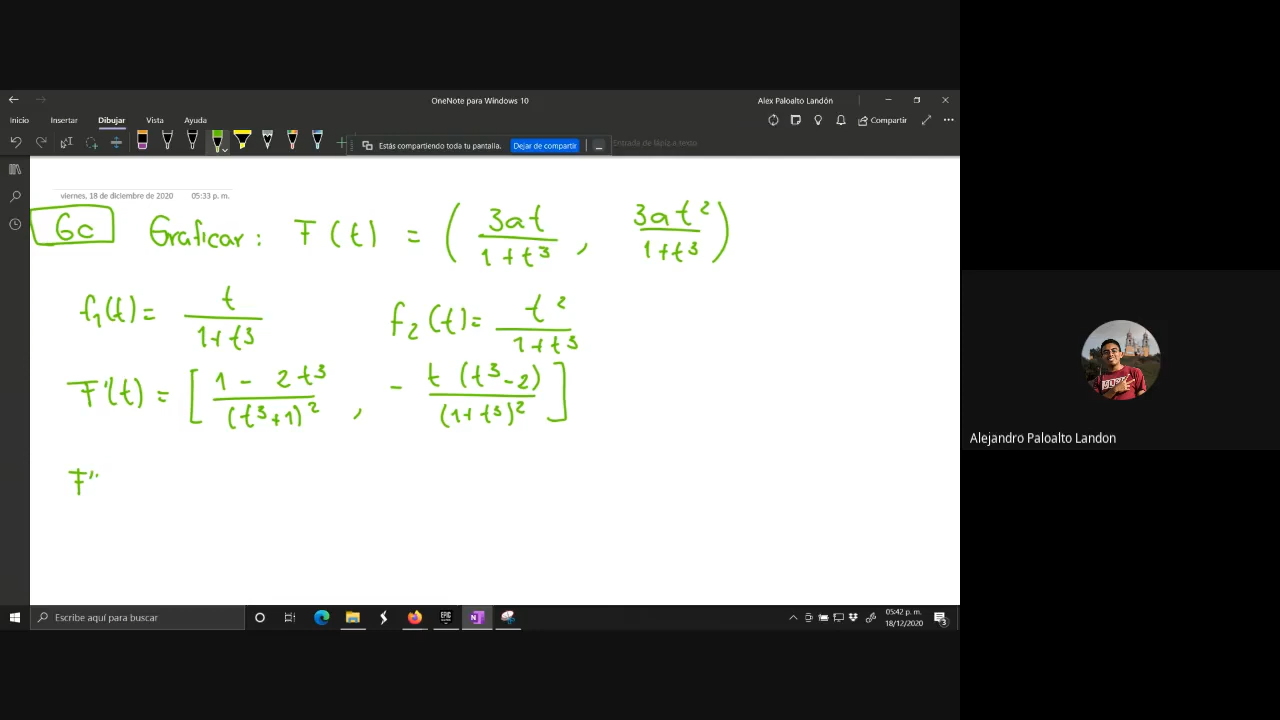 OneNote para Windows 10
Alex Paloalto Landón
Inicio Insertar Dibujar Vista Ayuda
Compartir
Estás compartiendo toda tu pantalla. Dejar de compartir
viernes, 18 de diciembre de 2020 05:33 p. m.
6c Graficar: F(t) = ( 3at / 1+t³ , 3at² / 1+t³ )
f₁(t) = t / 1+t³ f₂(t) = t² / 1+t³
F'(t) = [ 1 - 2t³ / (t³+1)² , - t(t³-2) / (1+t³)² ]
F''
Alejandro Paloalto Landon
Escribe aquí para buscar
EPIC
05:42 p. m.
18/12/2020
3